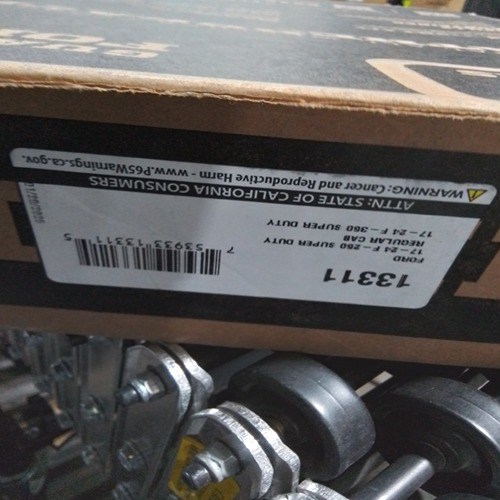 13311
FORD
17-24 F-250 SUPER DUTY
REGULAR CAB
17-24 F-350 SUPER DUTY
7 53933 13311 5
ATTN: STATE OF CALIFORNIA CONSUMERS
WARNING: Cancer and Reproductive Harm - www.P65Warnings.ca.gov.